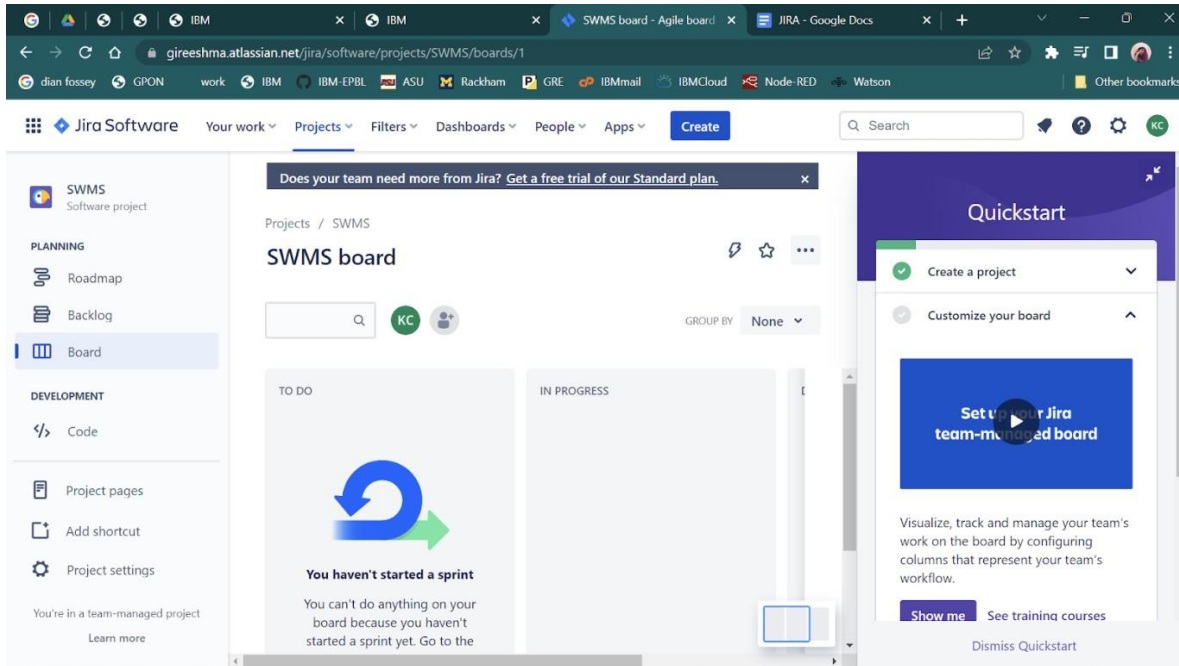 IBM
IBM
SWMS board - Agile board
JIRA - Google Docs
gireeshma.atlassian.net/jira/software/projects/SWMS/boards/1
dian fossey
GPON
work
IBM
IBM-EPBL
ASU
Rackham
GRE
IBMmail
IBMCloud
Node-RED
Watson
Other bookmarks
Jira Software
Your work
Projects
Filters
Dashboards
People
Apps
Create
Search
KC
SWMS
Software project
PLANNING
Roadmap
Backlog
Board
DEVELOPMENT
Code
Project pages
Add shortcut
Project settings
You're in a team-managed project
Learn more
Does your team need more from Jira? Get a free trial of our Standard plan.
Projects / SWMS
SWMS board
KC
GROUP BY
None
TO DO
IN PROGRESS
You haven't started a sprint
You can't do anything on your
board because you haven't
started a sprint yet. Go to the
Quickstart
Create a project
Customize your board
Set up your Jira
team-managed board
Visualize, track and manage your team's
work on the board by configuring
columns that represent your team's
workflow.
Show me
See training courses
Dismiss Quickstart